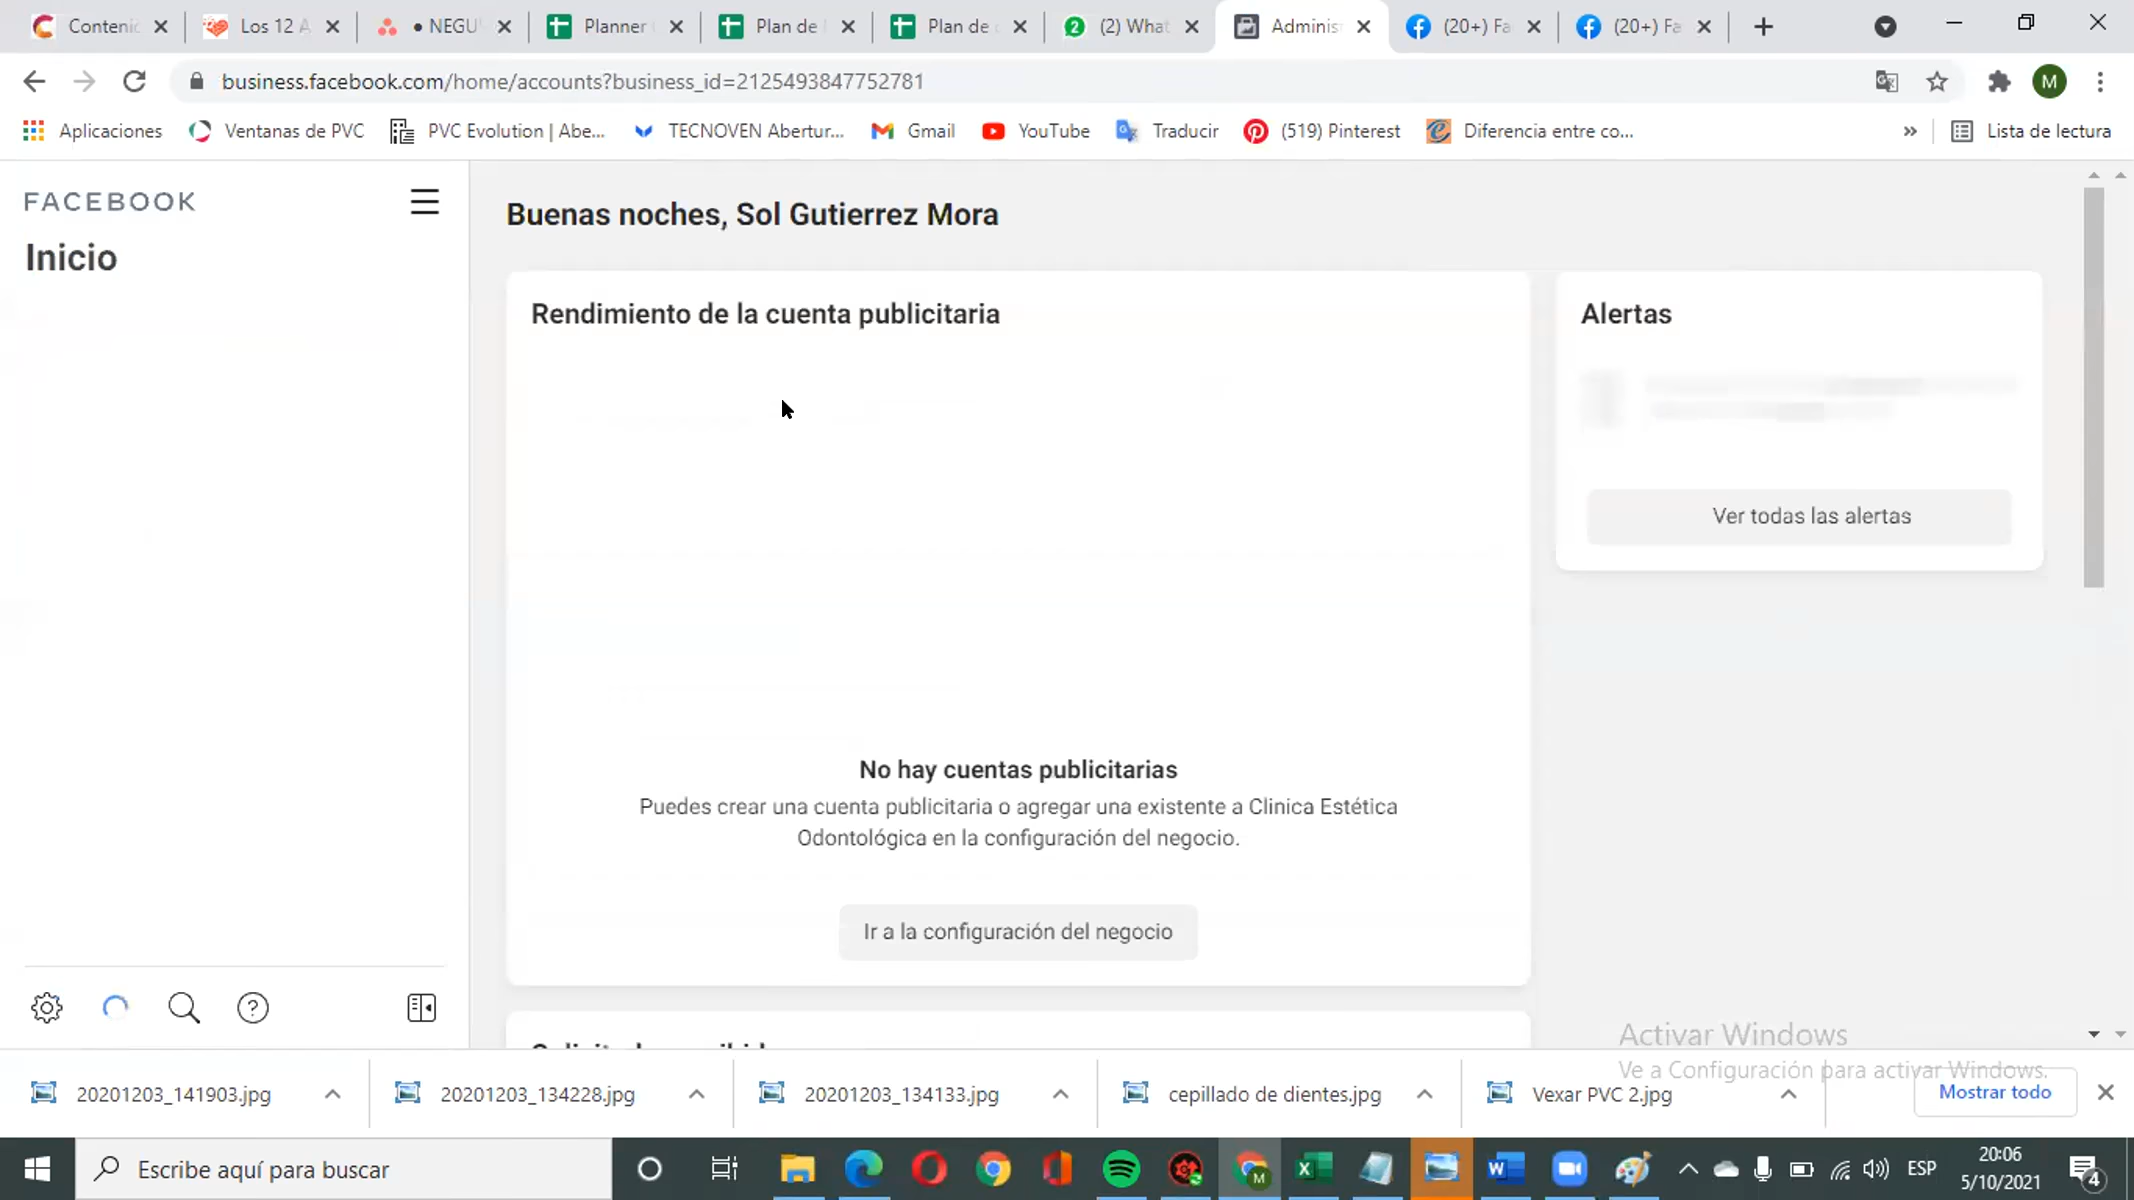 Contenic
Los 12 A
• NEGU
Planner
Plan de
Plan de
(2) What
Adminis
(20+) Fa
(20+) Fa
business.facebook.com/home/accounts?business_id=2125493847752781
M
Aplicaciones
Ventanas de PVC
PVC Evolution | Abe...
TECNOVEN Abertur...
Gmail
YouTube
Traducir
(519) Pinterest
Diferencia entre co...
»
Lista de lectura
FACEBOOK
Inicio
Buenas noches, Sol Gutierrez Mora
Rendimiento de la cuenta publicitaria
No hay cuentas publicitarias
Puedes crear una cuenta publicitaria o agregar una existente a Clinica Estética
Odontológica en la configuración del negocio.
Ir a la configuración del negocio
Alertas
Ver todas las alertas
Activar Windows
Ve a Configuración para activar Windows.
20201203_141903.jpg
20201203_134228.jpg
20201203_134133.jpg
cepillado de dientes.jpg
Vexar PVC 2.jpg
Mostrar todo
Escribe aquí para buscar
ESP
20:06
5/10/2021
4